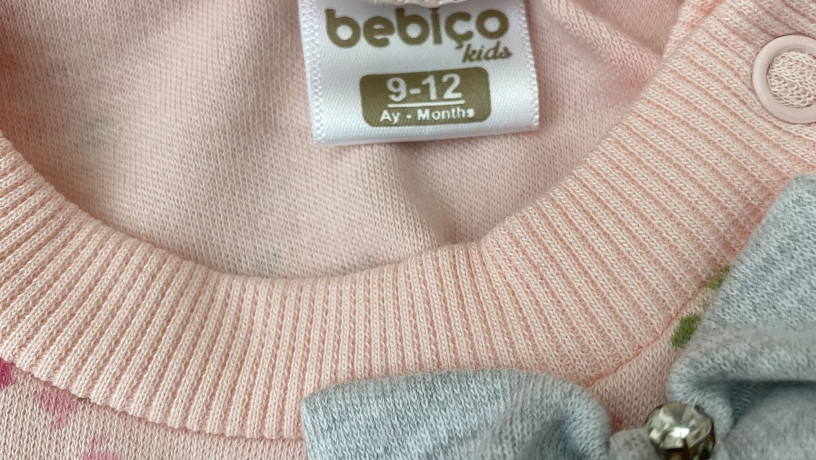 bebiço
kids
9-12
Ay - Months